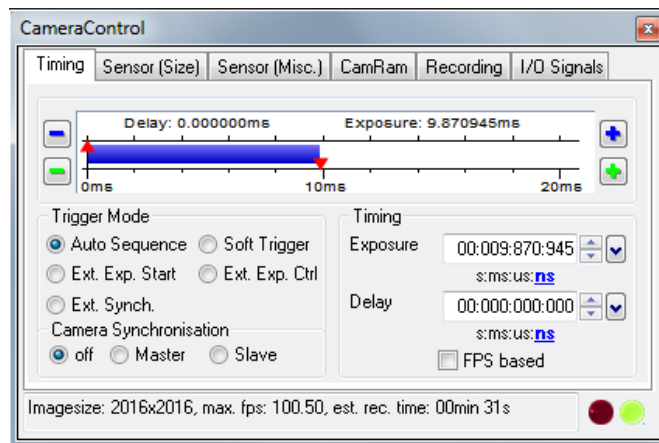 CameraControl
Timing Sensor (Size) Sensor (Misc.) CamRam Recording I/O Signals
Delay: 0.000000ms Exposure: 9.870945ms
0ms 10ms 20ms
Trigger Mode
Auto Sequence Soft Trigger
Ext. Exp. Start Ext. Exp. Ctrl
Ext. Synch.
Camera Synchronisation
off Master Slave
Timing
Exposure 00:009:870:945
s:ms:us:ns
Delay 00:000:000:000
s:ms:us:ns
FPS based
Imagesize: 2016x2016, max. fps: 100.50, est. rec. time: 00min 31s